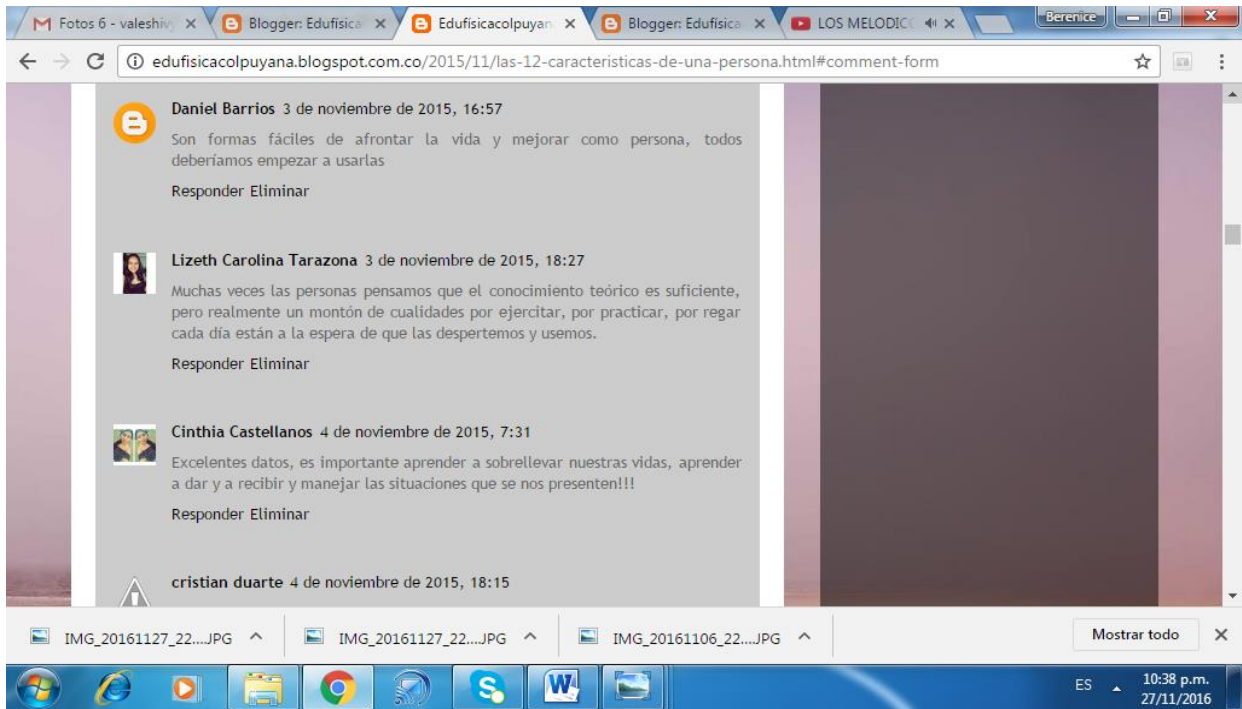 Fotos 6 - valeshiv
Blogger: Edufisica
Edufisicacolpuyan
Blogger: Edufisica
LOS MELODICO
Berenice
edufisicacolpuyana.blogspot.com.co/2015/11/las-12-caracteristicas-de-una-persona.html#comment-form
Daniel Barrios 3 de noviembre de 2015, 16:57
Son formas fáciles de afrontar la vida y mejorar como persona, todos
deberíamos empezar a usarlas
Responder Eliminar
Lizeth Carolina Tarazona 3 de noviembre de 2015, 18:27
Muchas veces las personas pensamos que el conocimiento teórico es suficiente,
pero realmente un montón de cualidades por ejercitar, por practicar, por regar
cada día están a la espera de que las despertemos y usemos.
Responder Eliminar
Cinthia Castellanos 4 de noviembre de 2015, 7:31
Excelentes datos, es importante aprender a sobrellevar nuestras vidas, aprender
a dar y a recibir y manejar las situaciones que se nos presenten!!!
Responder Eliminar
cristian duarte 4 de noviembre de 2015, 18:15
IMG_20161127_22....JPG
IMG_20161127_22....JPG
IMG_20161106_22....JPG
Mostrar todo
ES
10:38 p.m.
27/11/2016